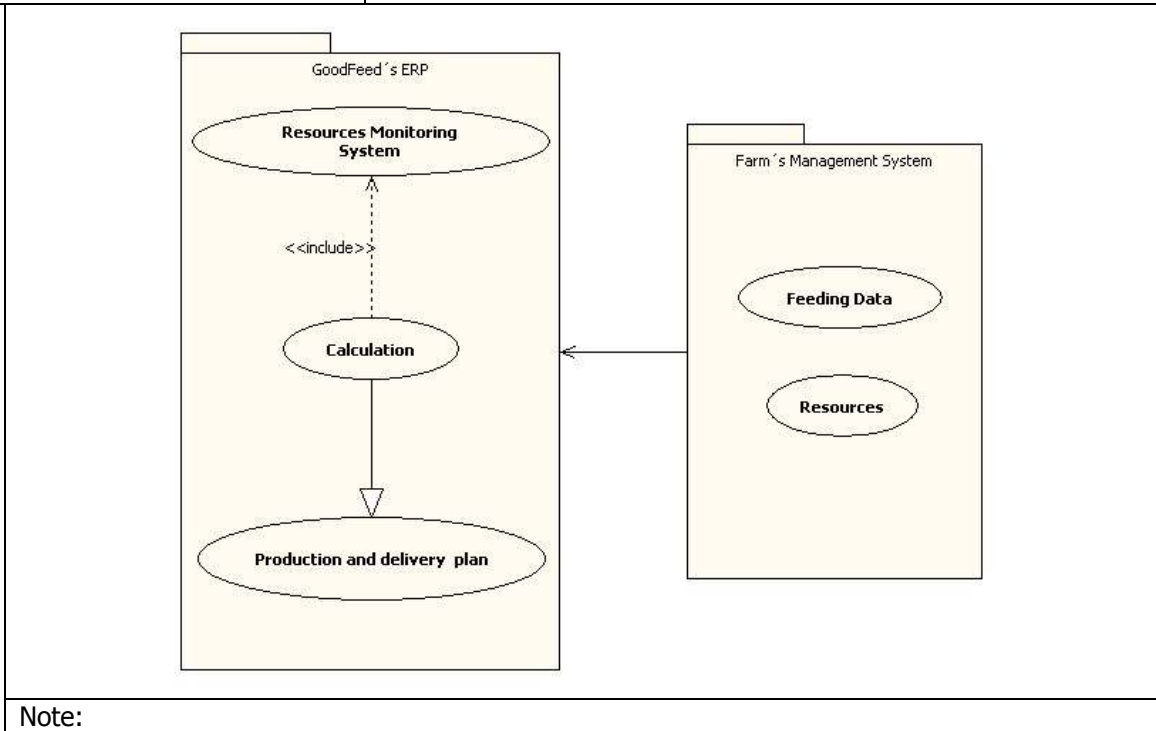 GoodFeed´s ERP
Resources Monitoring
System
<<include>>
Calculation
Production and delivery plan
Farm´s Management System
Feeding Data
Resources
Note: